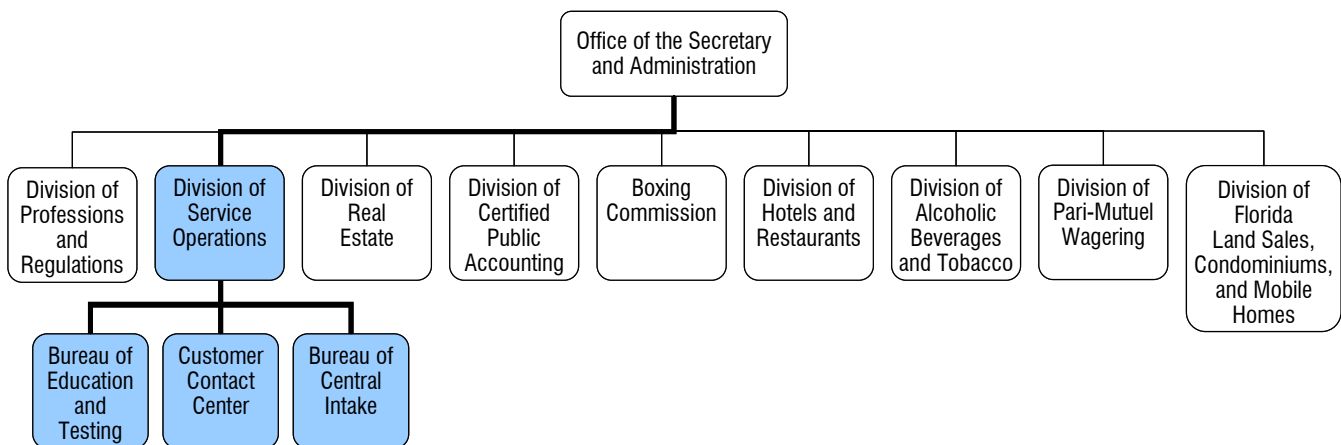 Office of the Secretary
and Administration
Division of
Professions
and
Regulations
Division of
Service
Operations
Division of
Real
Estate
Division of
Certified
Public
Accounting
Boxing
Commission
Division of
Hotels and
Restaurants
Division of
Alcoholic
Beverages
and Tobacco
Division of
Pari-Mutuel
Wagering
Division of
Florida
Land Sales,
Condominiums,
and Mobile
Homes
Bureau of
Education
and
Testing
Customer
Contact
Center
Bureau of
Central
Intake